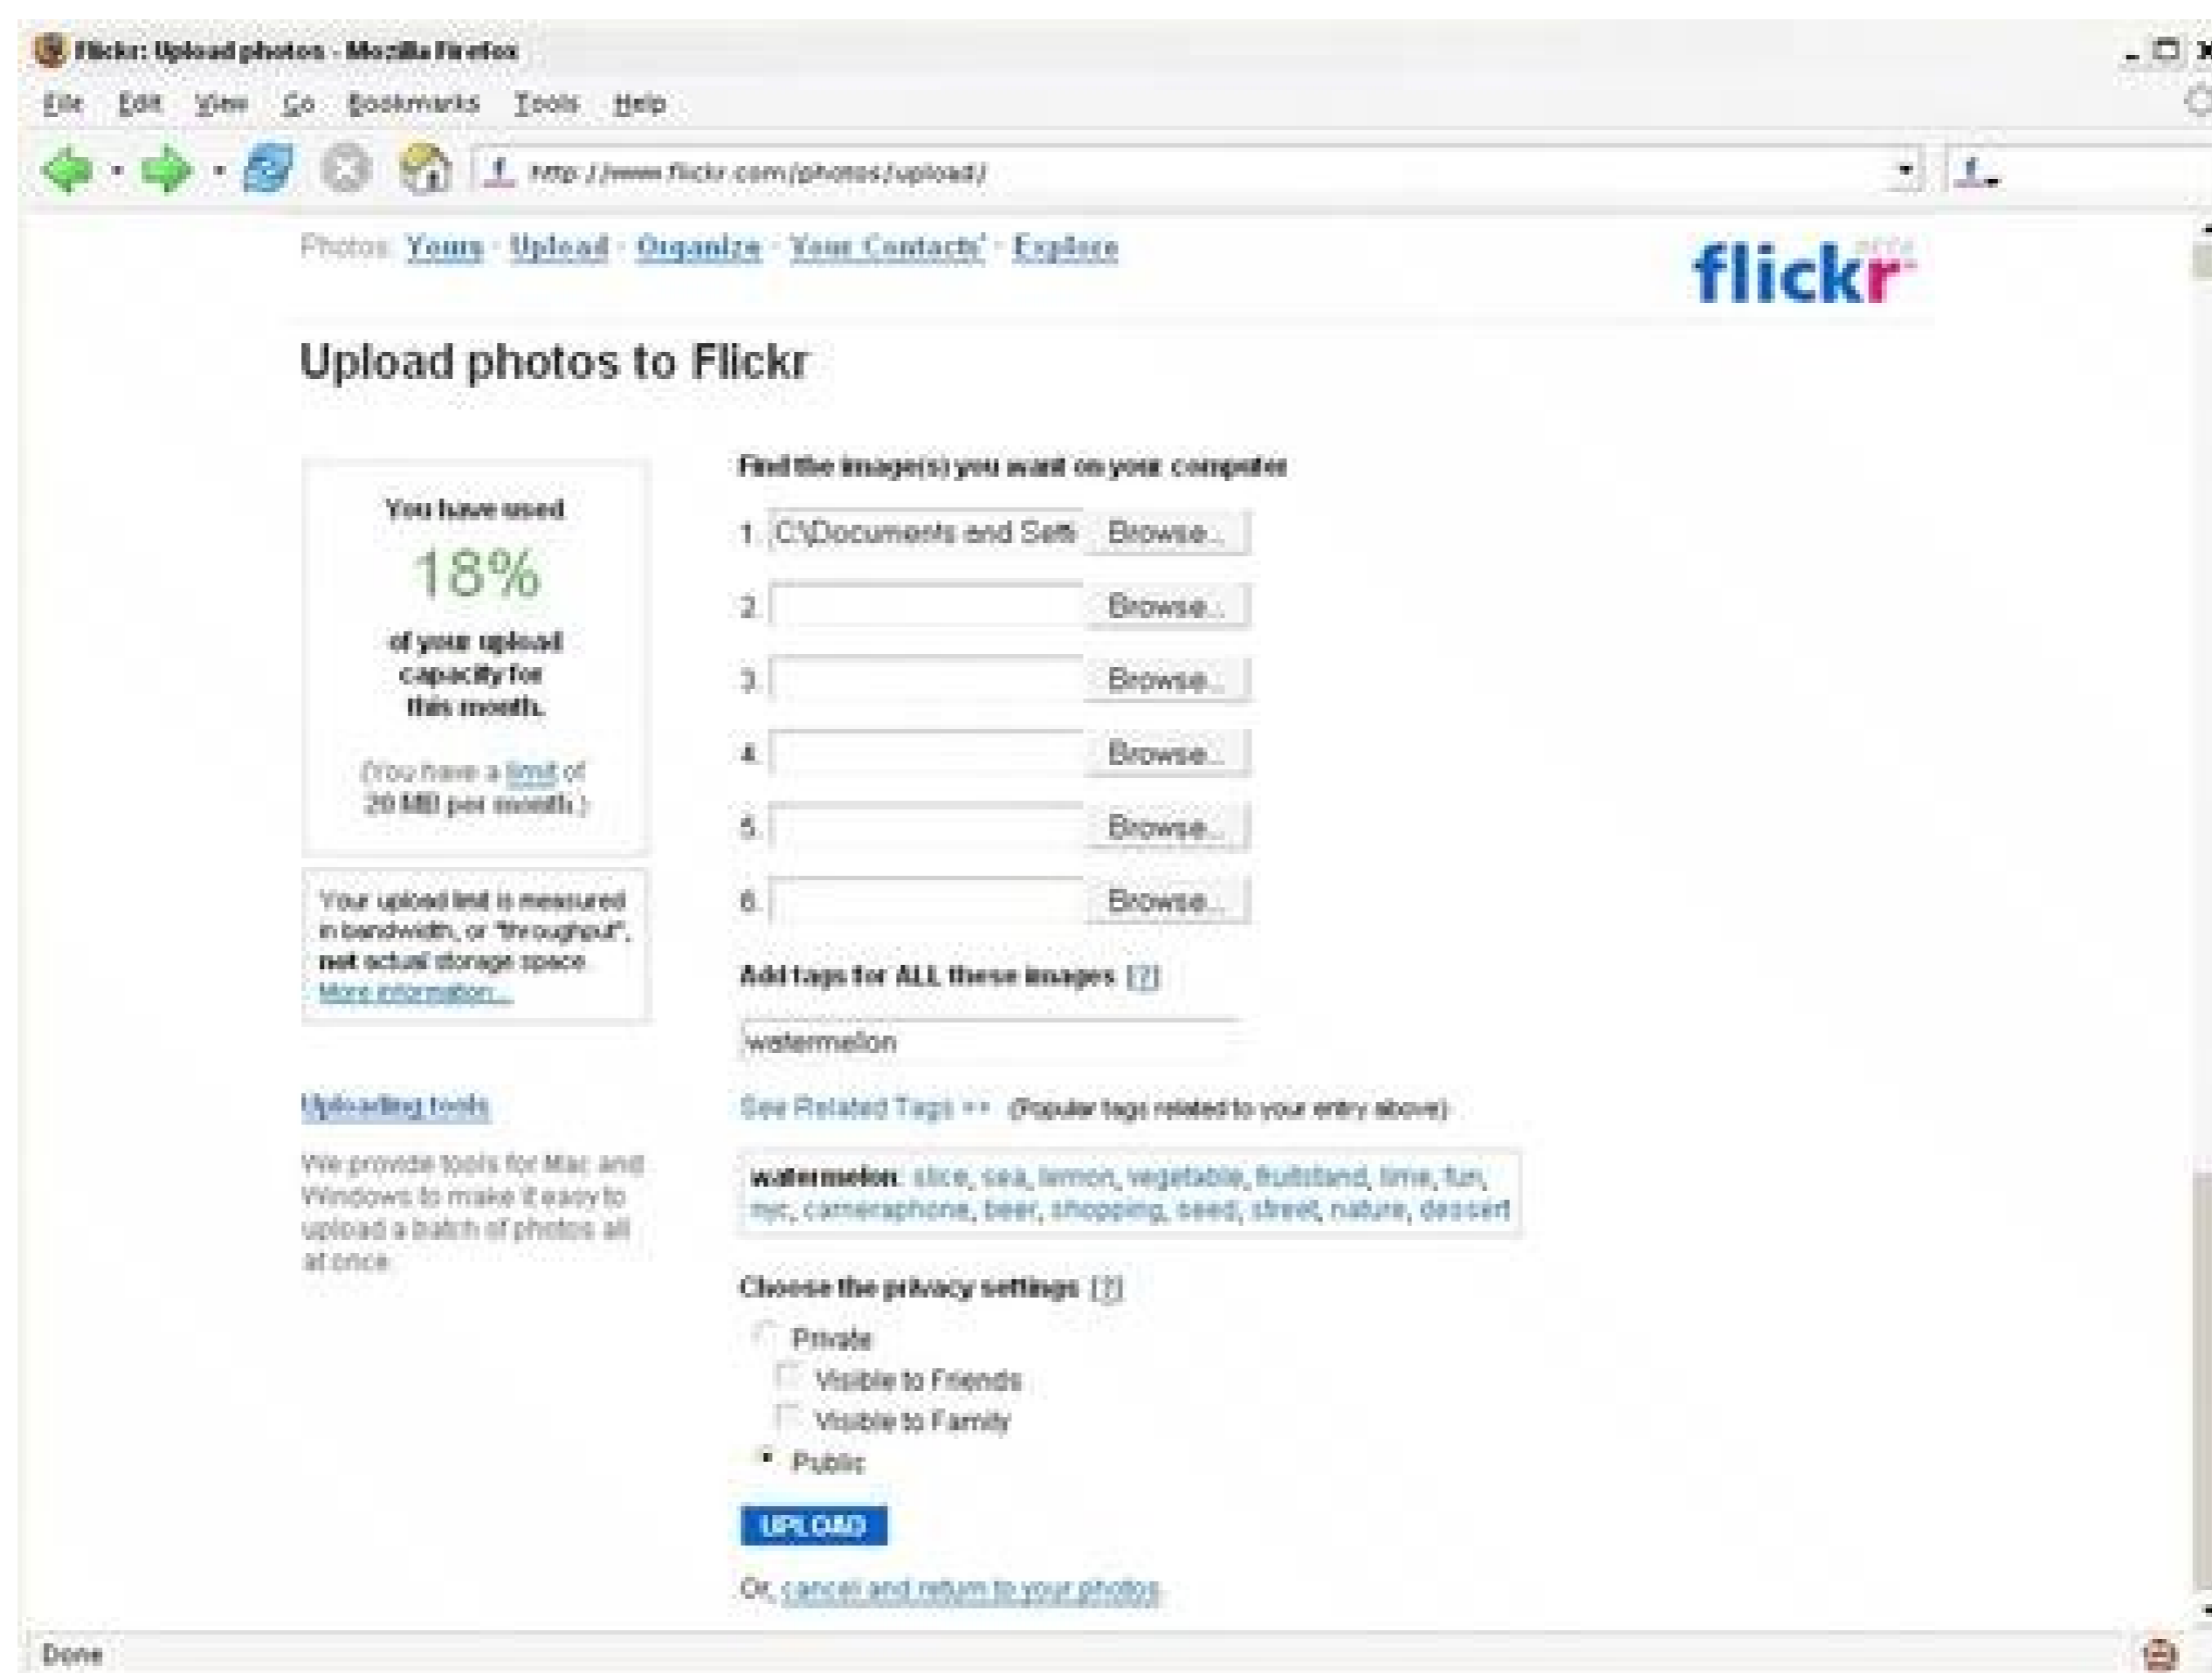 Flickr: Upload photos - Mozilla Firefox
File Edit View Go Bookmarks Tools Help
http://www.flickr.com/photos/upload/
Photos: Yours · Upload · Organize · Your Contacts' · Explore
flickr BETA
Upload photos to Flickr
You have used
18%
of your upload
capacity for
this month.
(You have a limit of
20 MB per month.)
Your upload limit is measured
in bandwidth, or "throughput",
not actual storage space.
More information...
Uploading tools
We provide tools for Mac and
Windows to make it easy to
upload a batch of photos all
at once.
Find the image(s) you want on your computer
1. C:\Documents and Setti Browse...
2. Browse...
3. Browse...
4. Browse...
5. Browse...
6. Browse...
Add tags for ALL these images [?]
watermelon
See Related Tags >> (Popular tags related to your entry above)
watermelon: slice, sea, lemon, vegetable, fruitstand, lime, fun,
nyc, cameraphone, beer, shopping, seed, street, nature, dessert
Choose the privacy settings [?]
Private
Visible to Friends
Visible to Family
Public
UPLOAD
Or, cancel and return to your photos.
Done